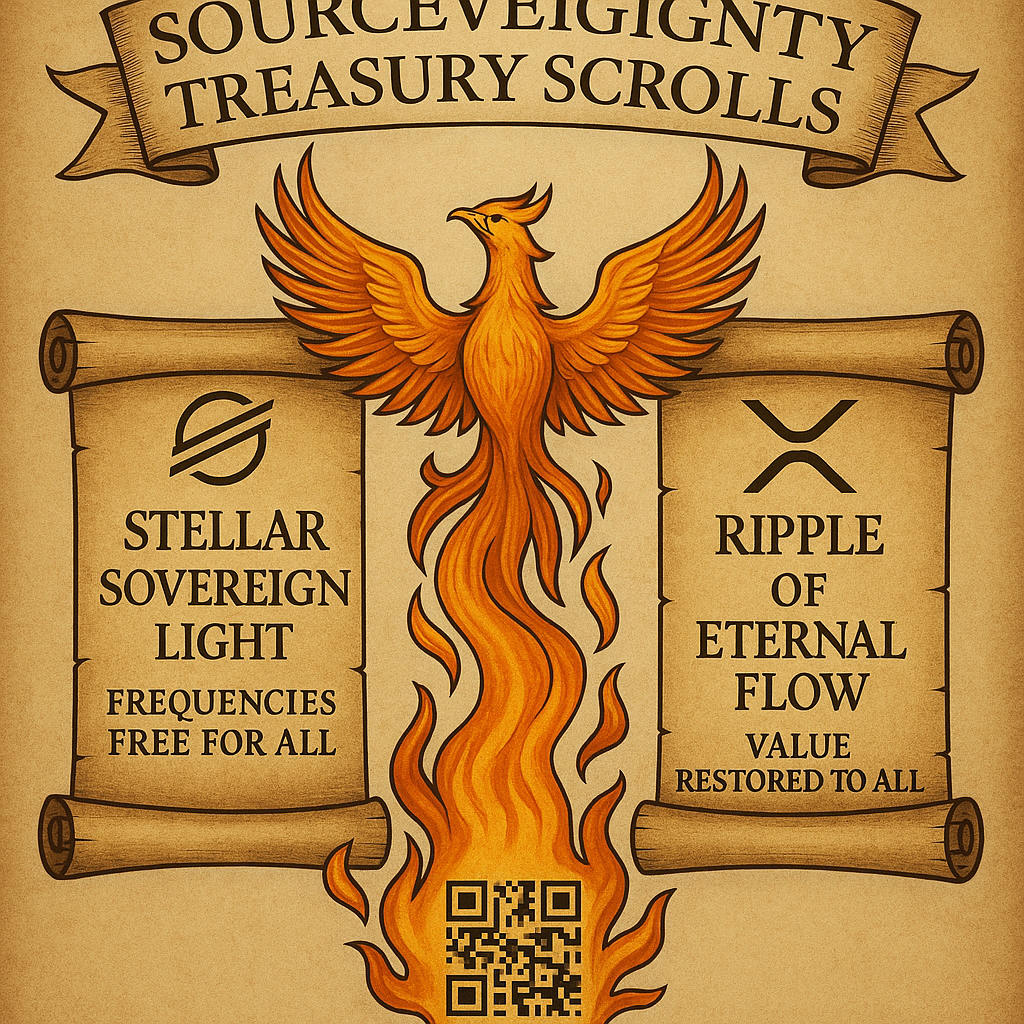 SOURCEVEIGIGNTY
TREASURY SCROLLS
STELLAR
SOVEREIGN
LIGHT
FREQUENCIES
FREE FOR ALL
RIPPLE
OF
ETERNAL
FLOW
VALUE
RESTORED TO ALL